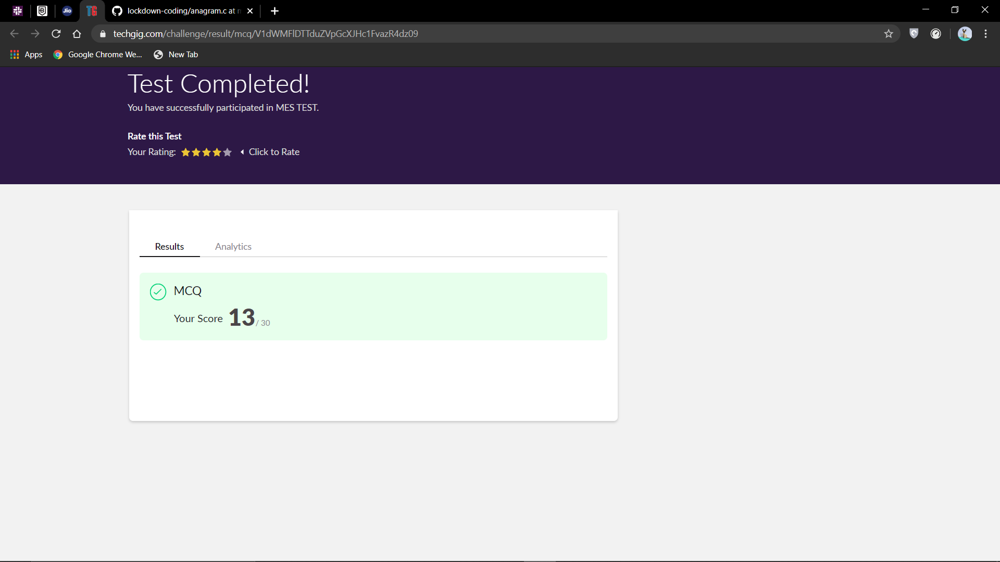 Jio
TG
lockdown-coding/anagram.c at
techgig.com/challenge/result/mcq/V1dWMFlDTTduZVpGcXJHc1FvazR4dz09
Apps
Google Chrome We...
New Tab
Test Completed!
You have successfully participated in MES TEST.
Rate this Test
Your Rating:
Click to Rate
Results
Analytics
MCQ
Your Score 13 / 30